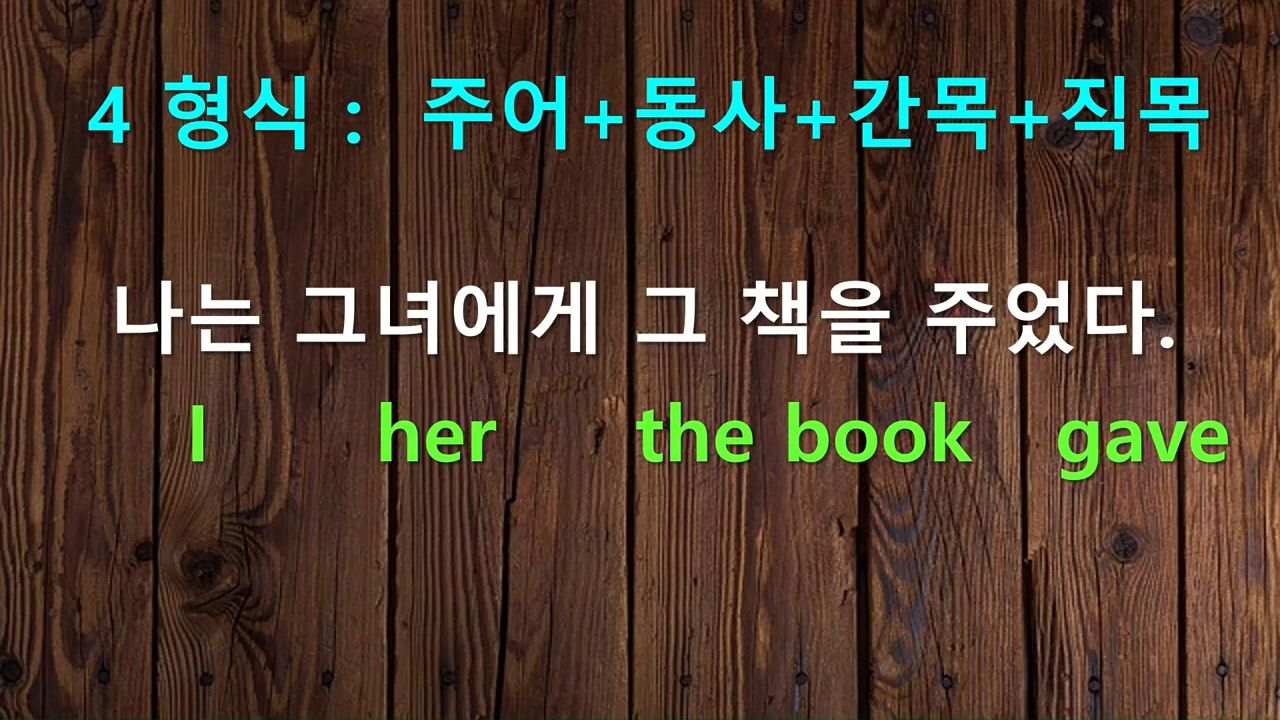 4 형식 : 주어+동사+간목+직목
나는 그녀에게 그 책을 주었다.
I her the book gave